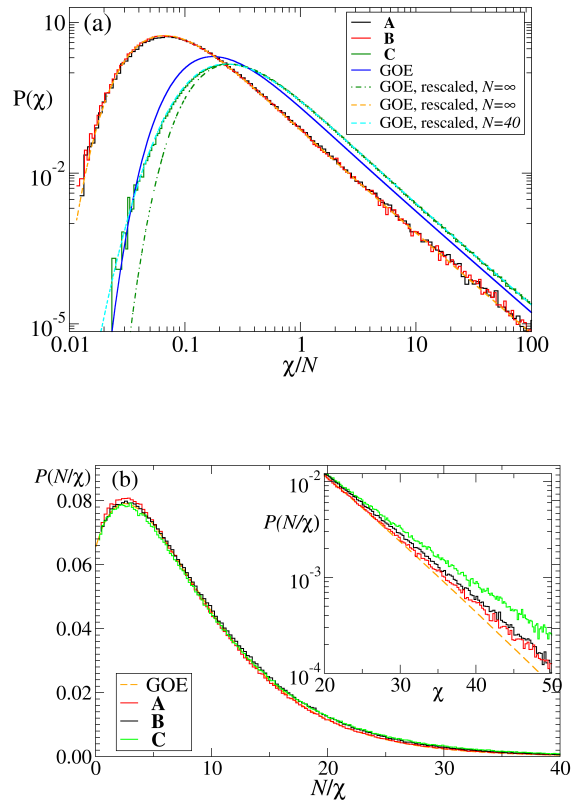 10
(a)
A
B
C
GOE
GOE, rescaled, N=∞
GOE, rescaled, N=∞
GOE, rescaled, N=40
P(χ)
10^-2
10^-5
0.01 0.1 1 10 100
χ/N
P(N/χ) (b)
0.08
0.06
0.04
0.02
0.00
GOE
A
B
C
0 10 20 30 40
N/χ
10^-2
P(N/χ)
10^-3
10^-4
20 30 40 50
χ